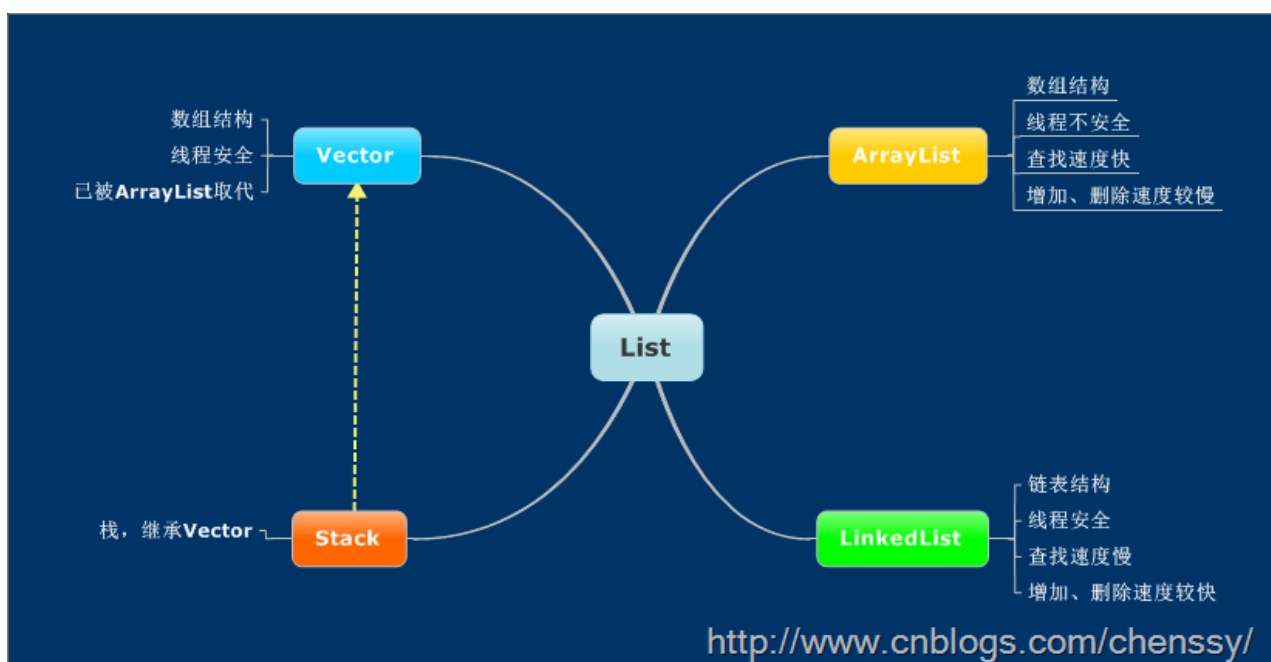 数组结构
线程安全
已被ArrayList取代
Vector
ArrayList
数组结构
线程不安全
查找速度快
增加、删除速度较慢
List
栈，继承Vector
Stack
LinkedList
链表结构
线程安全
查找速度慢
增加、删除速度较快
http://www.cnblogs.com/chenssy/